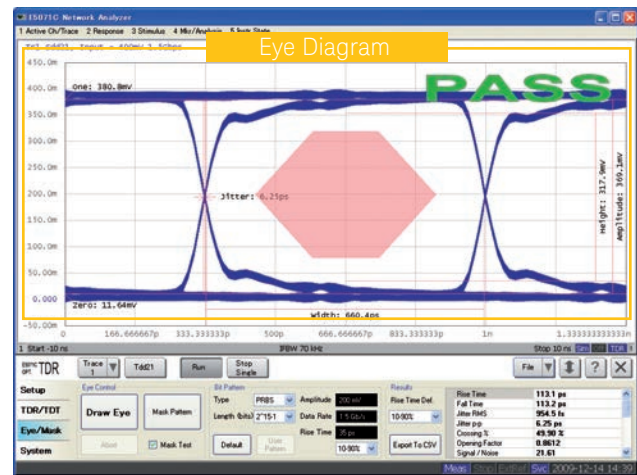 E5071C Network Analyzer
1 Active Ch/Trace 2 Response 3 Stimulus 4 Mkr/Analysis 5 Instr State
Eye Diagram
450.0m
PASS
400.0m
One: 380.8mV
350.0m
300.0m
250.0m
200.0m
Jitter: 6.25ps
Height: 317.9mV
Amplitude: 369.1mV
150.0m
100.0m
50.00m
0.000
Zero: 11.64mV
Width: 660.4ps
-50.00m
0 166.666667p 333.333333p 500p 666.666667p 833.333333p 1n 1.333333333333n
1 Start -10 ns IFBW 70 kHz Stop 10 ns
TDR Trace 1 Tdd21 Run Stop Single File ? X
Setup
TDR/TDT
Eye/Mask
System
Eye Control
Draw Eye
Mask Pattern
Abort
Mask Test
Bit Pattern
Type PRBS
Length (bits) 2^15-1
Default
User Pattern
Amplitude 200 mV
Data Rate 1.5 Gb/s
Rise Time 35 ps
10-90%
Results
Rise Time Def.
10-90%
Export To CSV
Rise Time 113.1 ps
Fall Time 113.2 ps
Jitter RMS 954.5 fs
Jitter p-p 6.25 ps
Crossing % 49.90 %
Opening Factor 0.8612
Signal / Noise 21.61
Meas Stop ExtRef Svc 2009-12-14 14:39